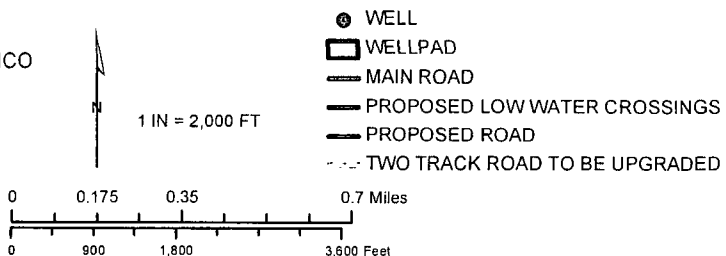 ICO
N
1 IN = 2,000 FT
WELL
WELLPAD
MAIN ROAD
PROPOSED LOW WATER CROSSINGS
PROPOSED ROAD
TWO TRACK ROAD TO BE UPGRADED
0 0.175 0.35 0.7 Miles
0 900 1,800 3,600 Feet